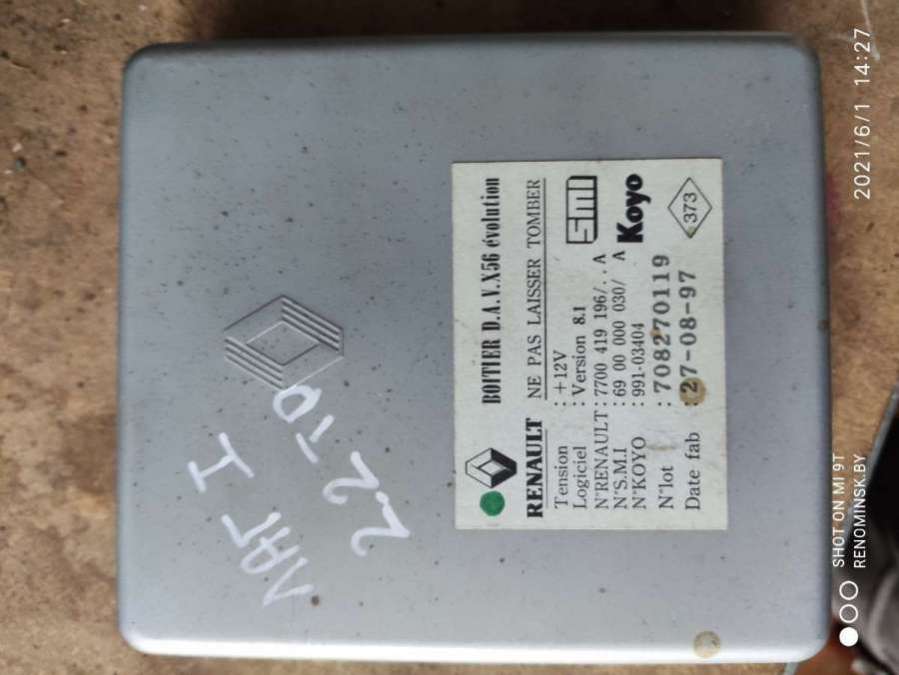 BOITIER D.A.V.X56 évolution
RENAULT NE PAS LAISSER TOMBER
Tension : +12V
Logiciel : Version 8.1
N°RENAULT : 7700 419 196/. . A
N°S.M.I : 69 00 000 030/ A
N°KOYO : 991-03404
N°lot : 708270119
Date fab : 27-08-97
smi
Koyo
373
ЛАГ I
2.2 TD
SHOT ON MI 9T
RENOMINSK.BY
2021/6/1 14:27